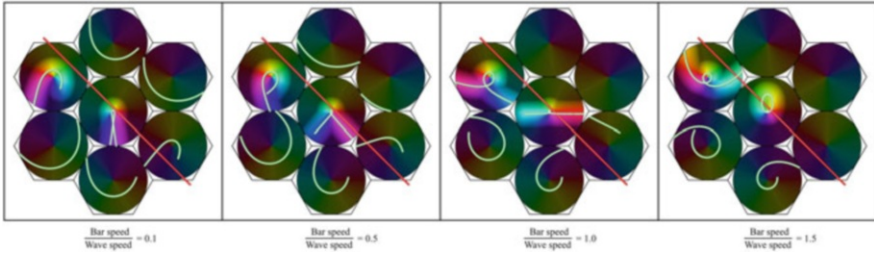 Bar speed
Wave speed = 0.1
Bar speed
Wave speed = 0.5
Bar speed
Wave speed = 1.0
Bar speed
Wave speed = 1.5